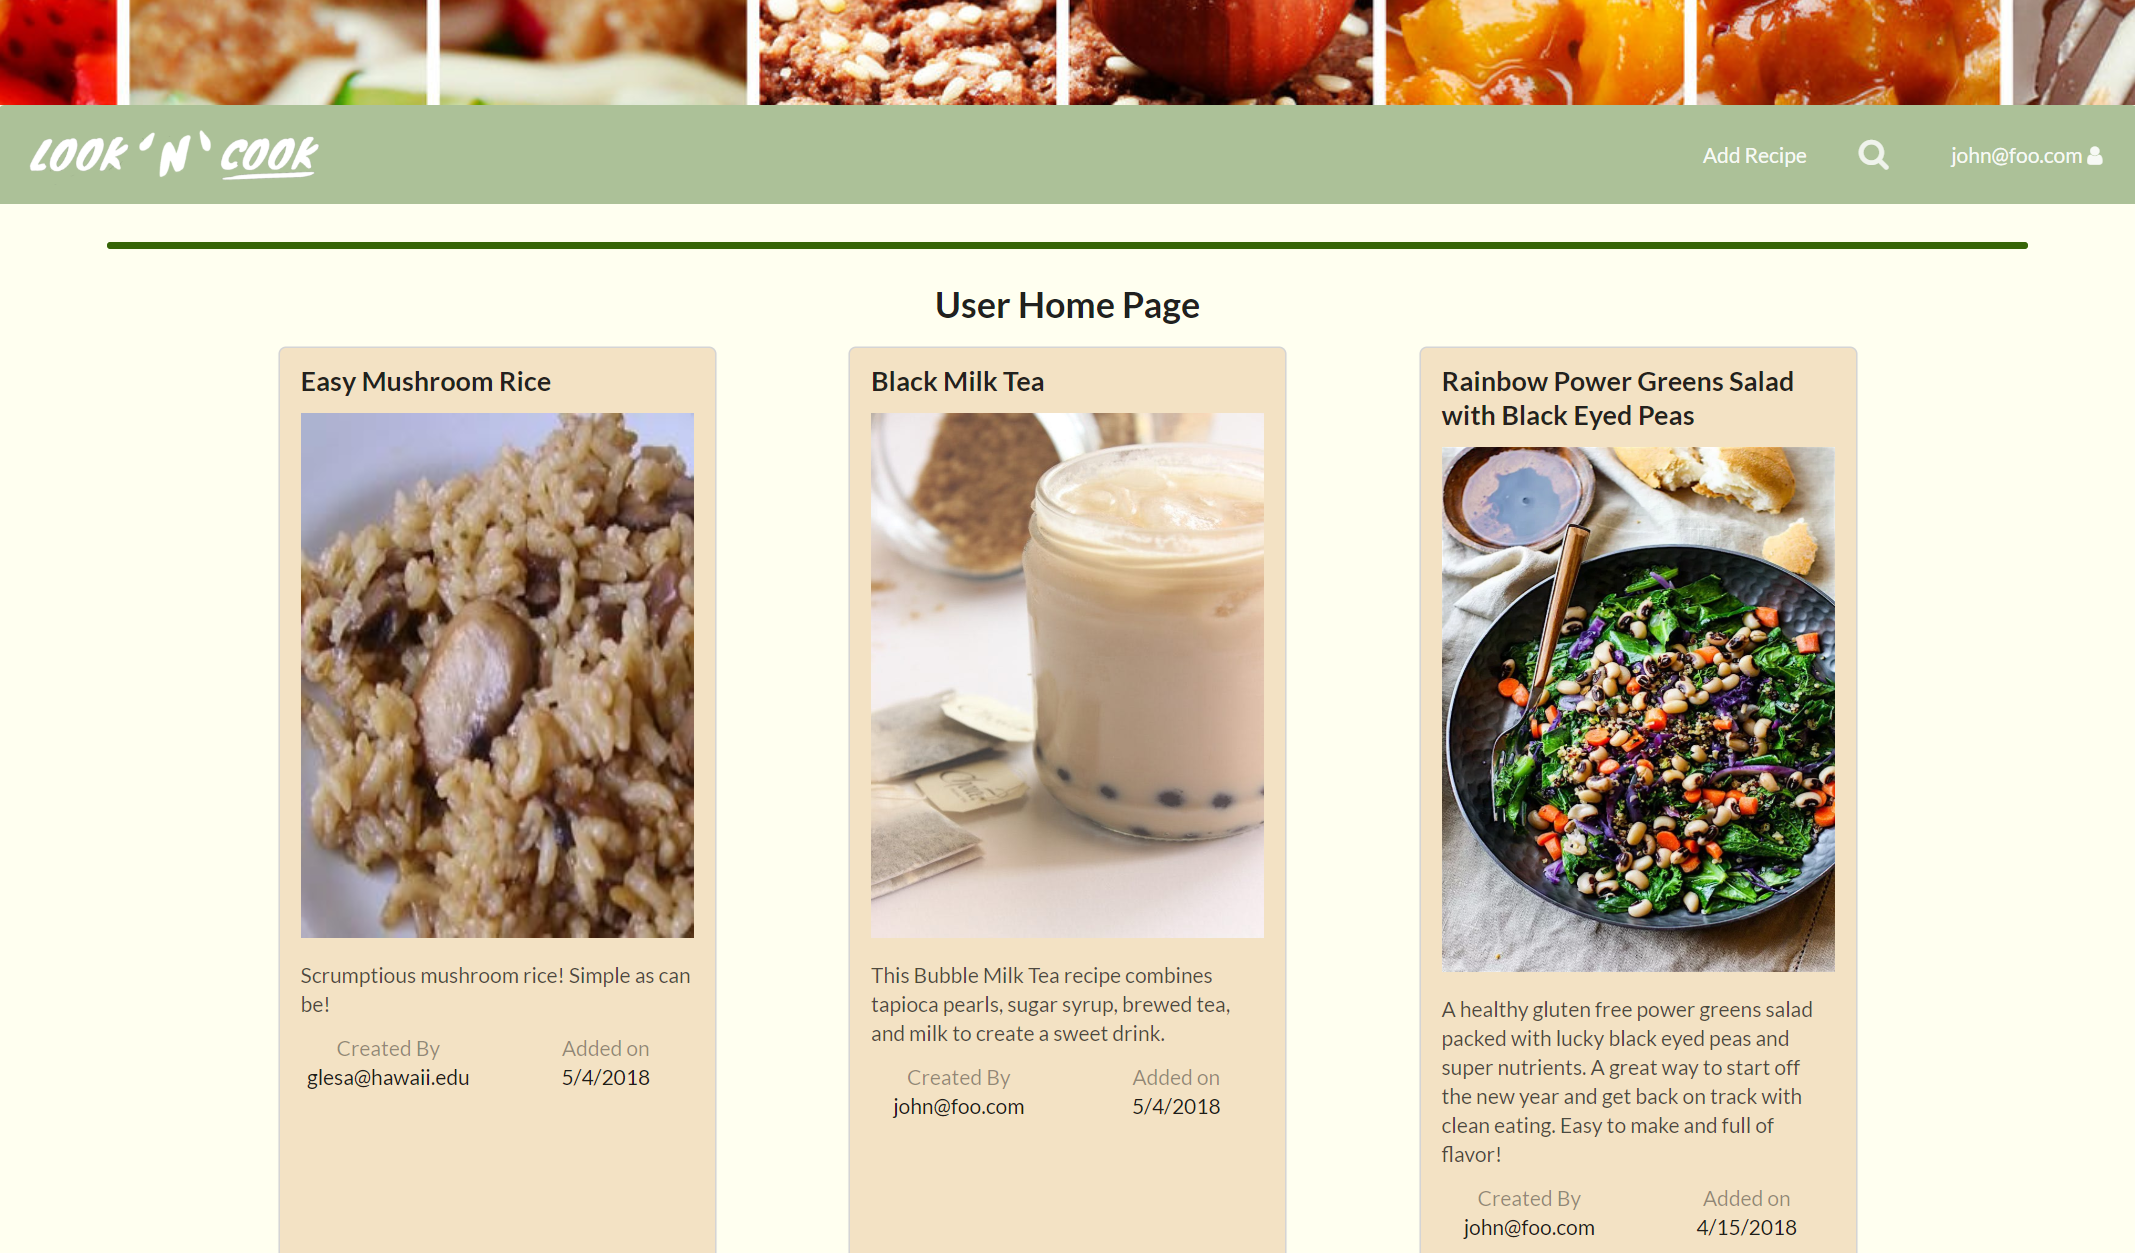 LOOK 'N' COOK
Add Recipe
john@foo.com
User Home Page
Easy Mushroom Rice
Scrumptious mushroom rice! Simple as can
be!
Created By
Added on
glesa@hawaii.edu
5/4/2018
Black Milk Tea
This Bubble Milk Tea recipe combines
tapioca pearls, sugar syrup, brewed tea,
and milk to create a sweet drink.
Created By
Added on
john@foo.com
5/4/2018
Rainbow Power Greens Salad
with Black Eyed Peas
A healthy gluten free power greens salad
packed with lucky black eyed peas and
super nutrients. A great way to start off
the new year and get back on track with
clean eating. Easy to make and full of
flavor!
Created By
Added on
john@foo.com
4/15/2018